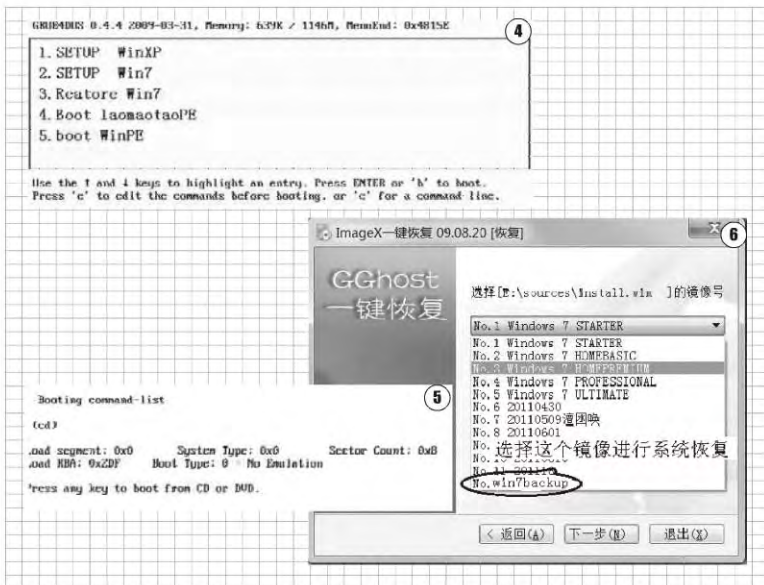 GRUB4DOS 0.4.4 2009-03-31, Memory: 639K / 1146M, MenuEnd: 0x4815E
④
1. SETUP WinXP
2. SETUP Win7
3. Reatore Win7
4. Boot laomaotaoPE
5. boot WinPE
Use the ↑ and ↓ keys to highlight an entry. Press ENTER or 'b' to boot.
Press 'e' to edit the commands before booting, or 'c' for a command line.
ImageX一键恢复 09.08.20 [恢复]
⑥
GGhost
一键恢复
选择[E:\sources\Install.wim ]的镜像号
No.1 Windows 7 STARTER
No.1 Windows 7 STARTER
No.2 Windows 7 HOMEBASIC
No.3 Windows 7 HOMEPREMIUM
No.4 Windows 7 PROFESSIONAL
No.5 Windows 7 ULTIMATE
No.6 20110430
No.7 20110509
No.8 20110601
No.
选择这个镜像进行系统恢复
No.win7backup
< 返回(A)
下一步(N)
退出(X)
⑤
Booting command-list
(cd)
oad segment: 0x0 System Type: 0x0 Sector Count: 0x8
oad RBA: 0x2DF Boot Type: 0 - No Emulation
Press any key to boot from CD or DVD.